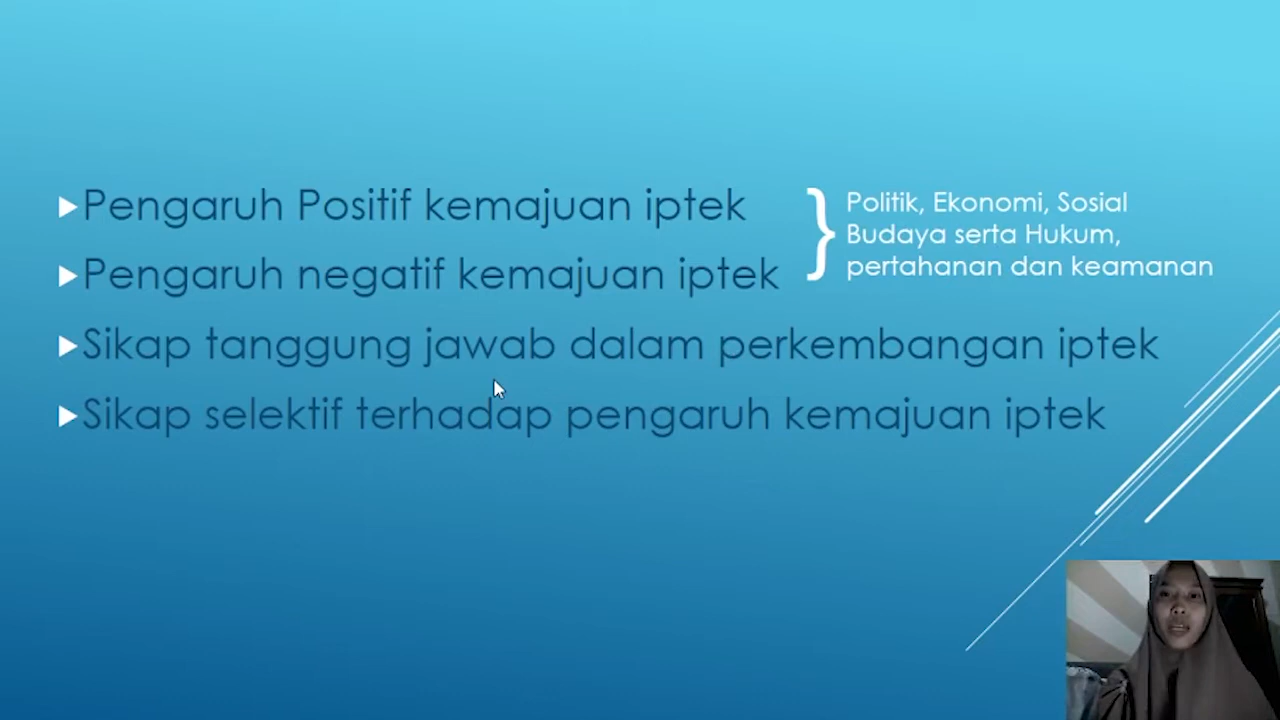 Pengaruh Positif kemajuan iptek
Pengaruh negatif kemajuan iptek
} Politik, Ekonomi, Sosial
Budaya serta Hukum,
pertahanan dan keamanan
Sikap tanggung jawab dalam perkembangan iptek
Sikap selektif terhadap pengaruh kemajuan iptek